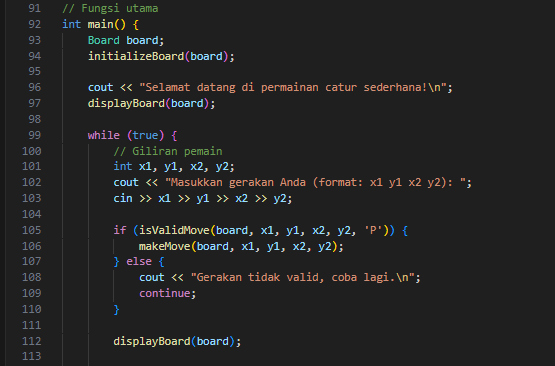 91 // Fungsi utama
92 int main() {
93     Board board;
94     initializeBoard(board);
95
96     cout << "Selamat datang di permainan catur sederhana!\n";
97     displayBoard(board);
98
99     while (true) {
100         // Giliran pemain
101         int x1, y1, x2, y2;
102         cout << "Masukkan gerakan Anda (format: x1 y1 x2 y2): ";
103         cin >> x1 >> y1 >> x2 >> y2;
104
105         if (isValidMove(board, x1, y1, x2, y2, 'P')) {
106             makeMove(board, x1, y1, x2, y2);
107         } else {
108             cout << "Gerakan tidak valid, coba lagi.\n";
109             continue;
110         }
111
112         displayBoard(board);
113